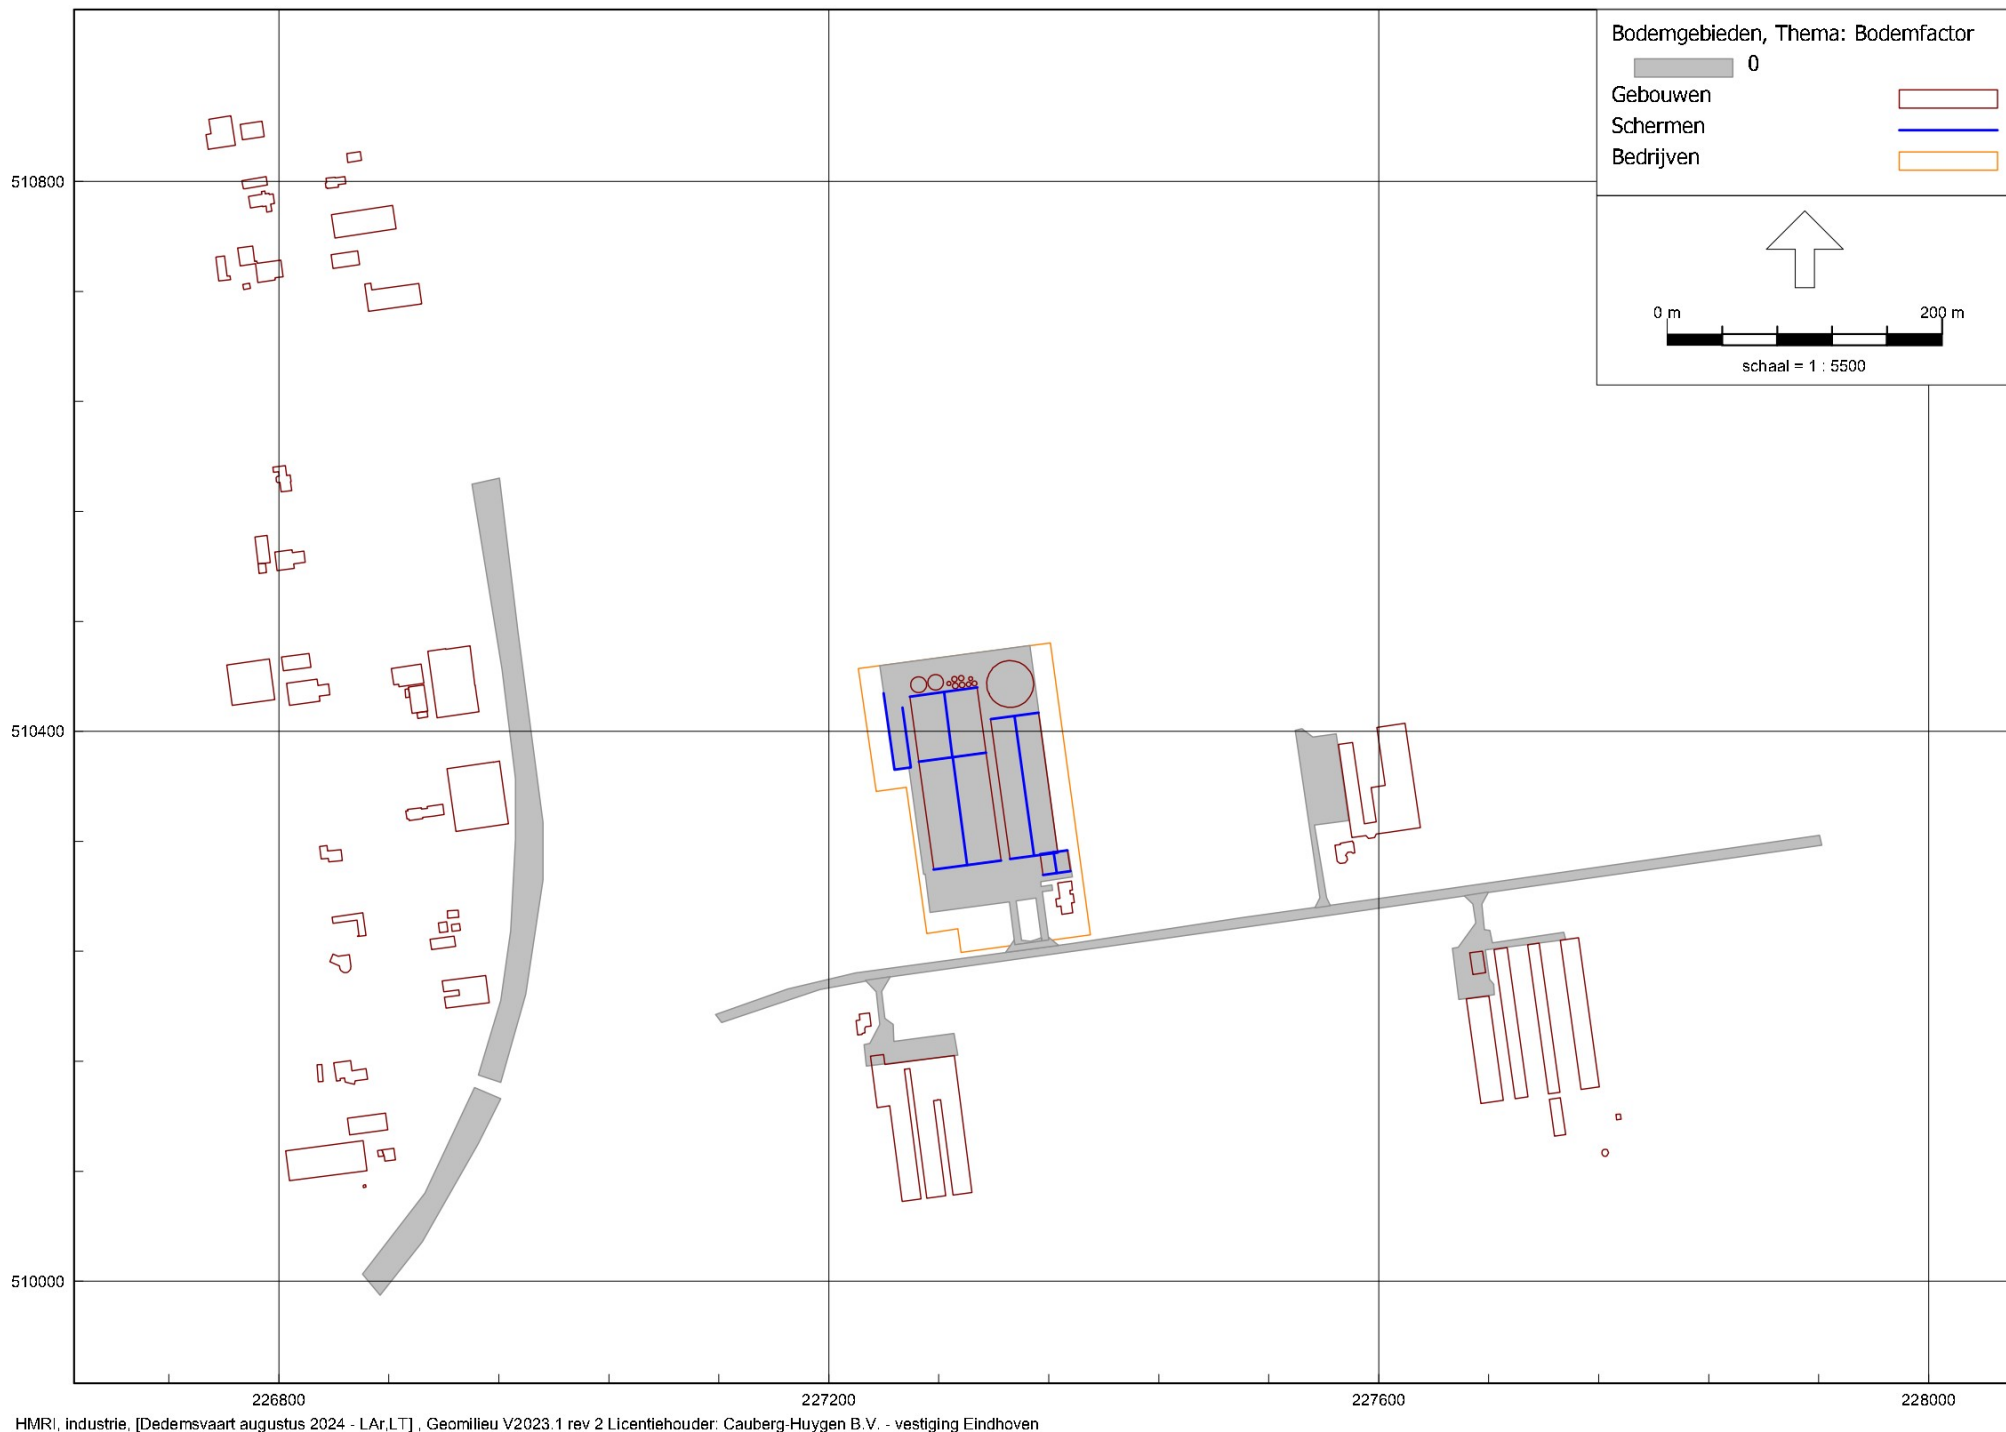 Bodemgebieden, Thema: Bodemfactor
0
Gebouwen
Schermen
Bedrijven
0 m 200 m
schaal = 1 : 5500
510800
510400
510000
226800 227200 227600 228000
HMRI, industrie, [Dedemsvaart augustus 2024 - LAr,LT] , Geomilieu V2023.1 rev 2 Licentiehouder: Cauberg-Huygen B.V. - vestiging Eindhoven